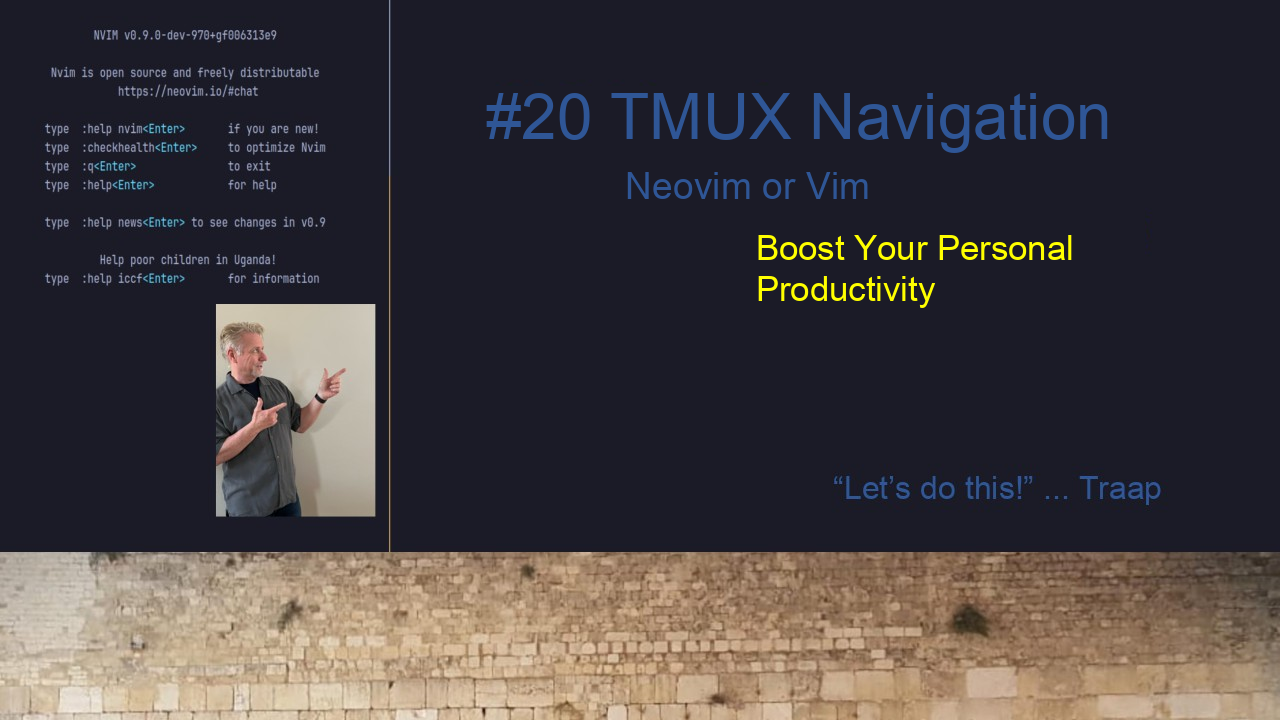 NVIM v0.9.0-dev-970+gf006313e9
Nvim is open source and freely distributable
https://neovim.io/#chat
type :help nvim<Enter> if you are new!
type :checkhealth<Enter> to optimize Nvim
type :q<Enter> to exit
type :help<Enter> for help
type :help news<Enter> to see changes in v0.9
Help poor children in Uganda!
type :help iccf<Enter> for information
#20 TMUX Navigation
Neovim or Vim
Boost Your Personal
Productivity
“Let’s do this!” ... Traap